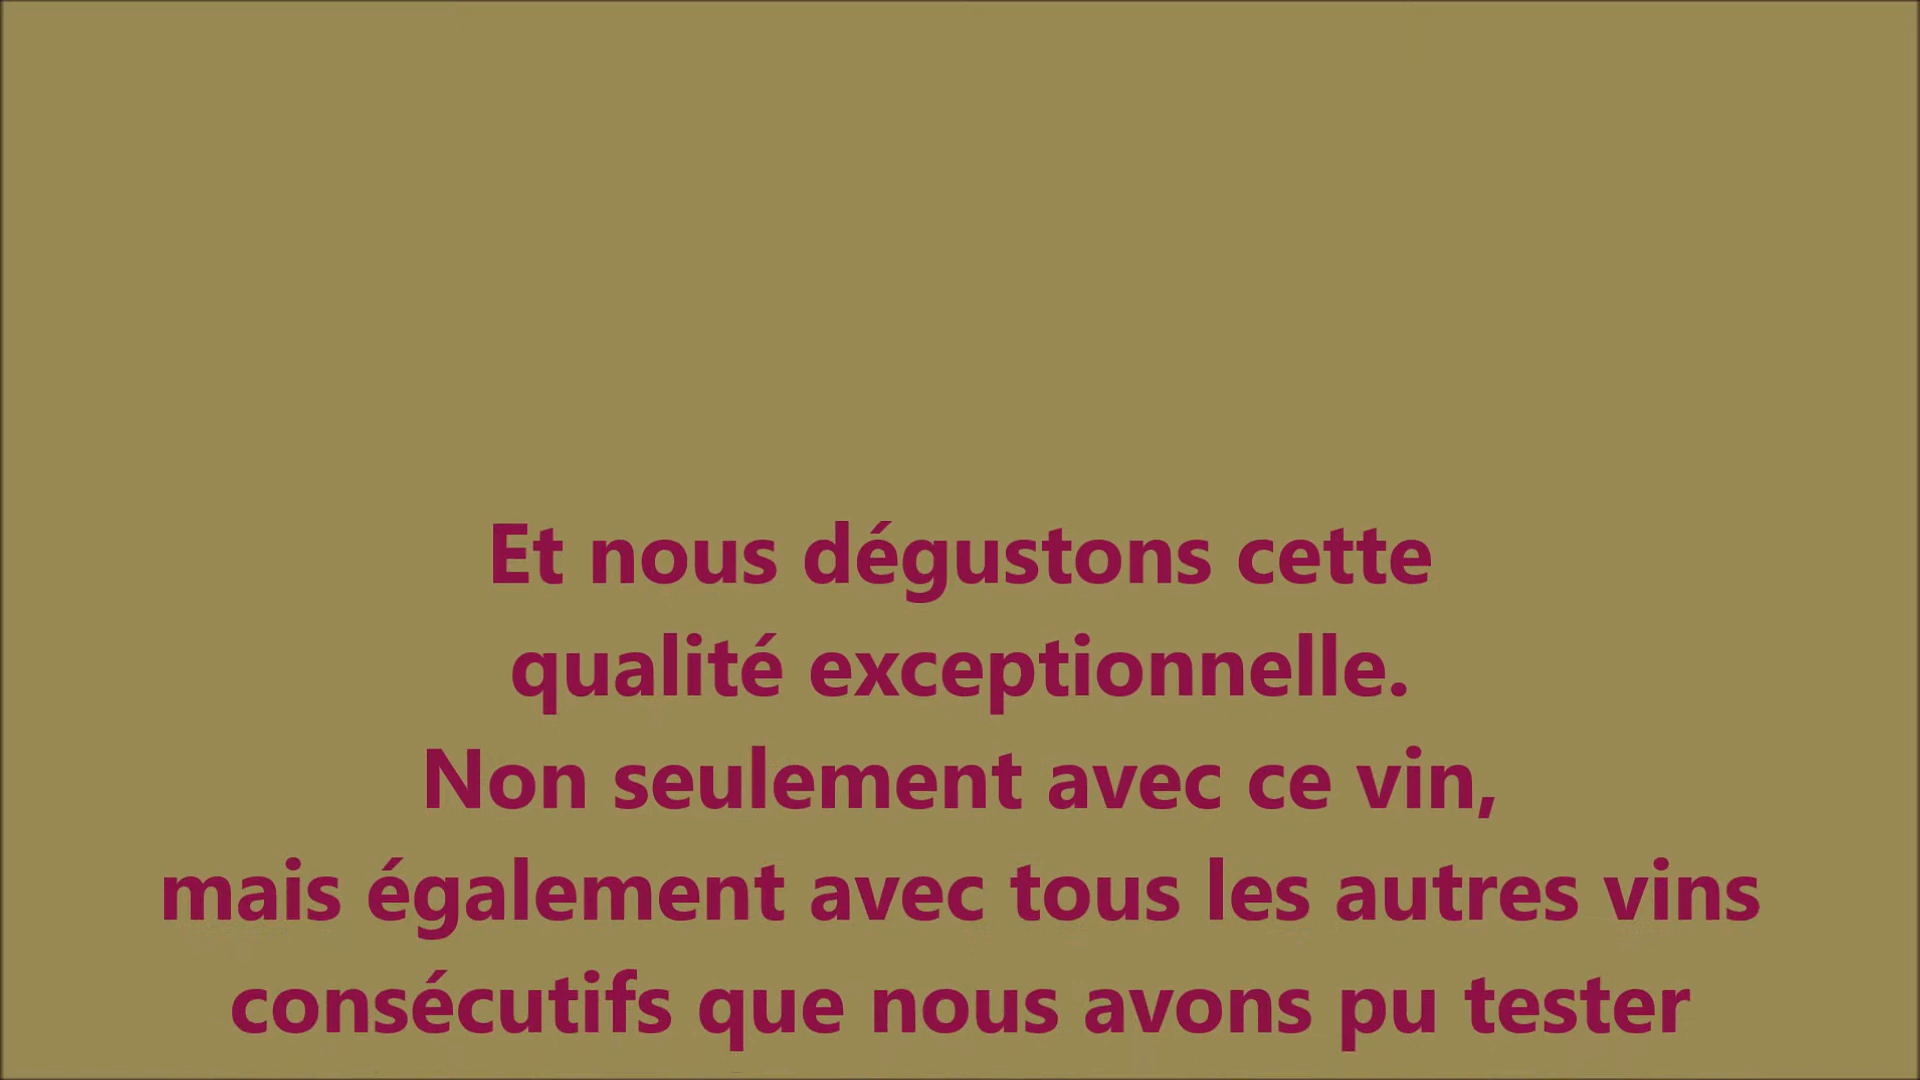 Et nous dégustons cette
qualité exceptionnelle.
Non seulement avec ce vin,
mais également avec tous les autres vins
consécutifs que nous avons pu tester